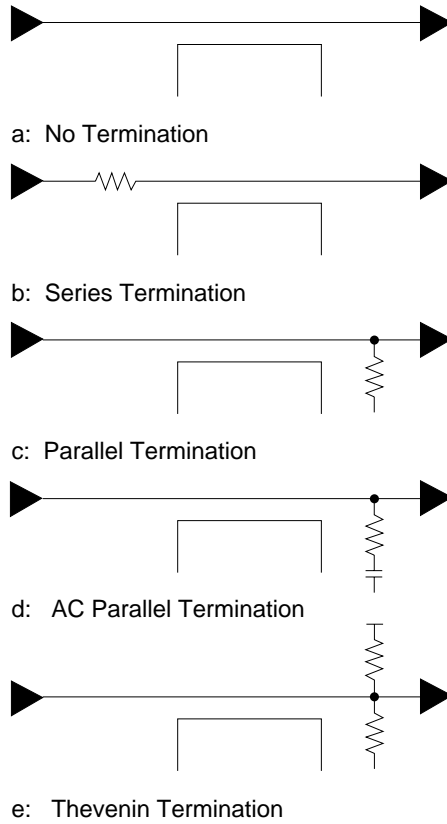 a: No Termination
b: Series Termination
c: Parallel Termination
d: AC Parallel Termination
e: Thevenin Termination